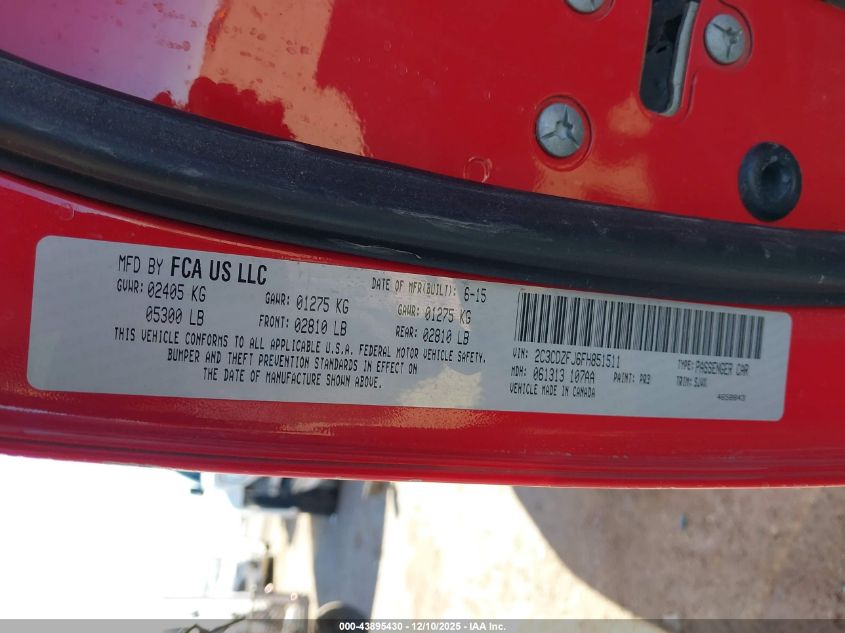 MFD BY FCA US LLC
DATE OF MFR(BUILT): 6-15
GVWR: 02405 KG GAWR: 01275 KG GAWR: 01275 KG
05300 LB FRONT: 02810 LB REAR: 02810 LB
THIS VEHICLE CONFORMS TO ALL APPLICABLE U.S.A. FEDERAL MOTOR VEHICLE SAFETY,
BUMPER AND THEFT PREVENTION STANDARDS IN EFFECT ON
THE DATE OF MANUFACTURE SHOWN ABOVE.
VIN: 2C3CDZFJ6FH851511 TYPE: PASSENGER CAR
MDH: 061313 107AA PAINT: PR3 TRIM: SJWX
VEHICLE MADE IN CANADA
000-43895430 - 12/10/2025 - IAA Inc.